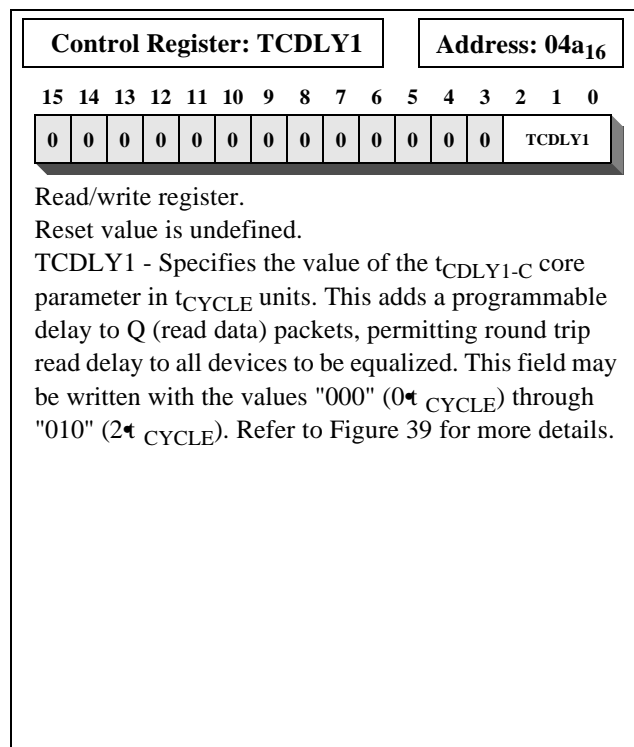 Control Register: TCDLY1 Address: 04a16
15 14 13 12 11 10 9 8 7 6 5 4 3 2 1 0
0 0 0 0 0 0 0 0 0 0 0 0 0 TCDLY1
Read/write register.
Reset value is undefined.
TCDLY1 - Specifies the value of the tCDLY1-C core
parameter in tCYCLE units. This adds a programmable
delay to Q (read data) packets, permitting round trip
read delay to all devices to be equalized. This field may
be written with the values "000" (0•t CYCLE) through
"010" (2•t CYCLE). Refer to Figure 39 for more details.